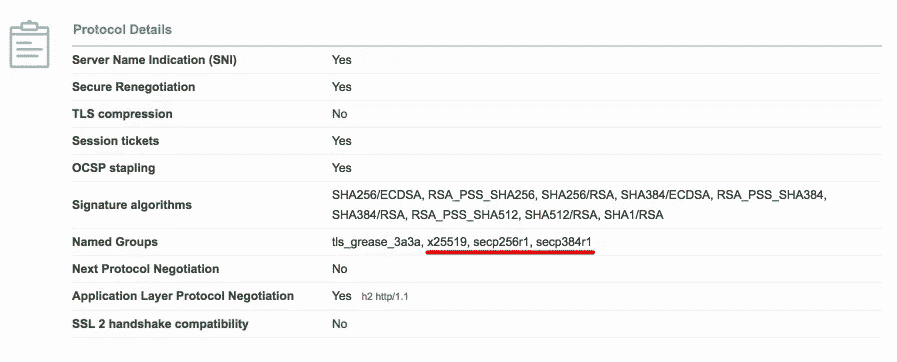 Protocol Details
Server Name Indication (SNI) Yes
Secure Renegotiation Yes
TLS compression No
Session tickets Yes
OCSP stapling Yes
Signature algorithms SHA256/ECDSA, RSA_PSS_SHA256, SHA256/RSA, SHA384/ECDSA, RSA_PSS_SHA384,
SHA384/RSA, RSA_PSS_SHA512, SHA512/RSA, SHA1/RSA
Named Groups tls_grease_3a3a, x25519, secp256r1, secp384r1
Next Protocol Negotiation No
Application Layer Protocol Negotiation Yes h2 http/1.1
SSL 2 handshake compatibility No